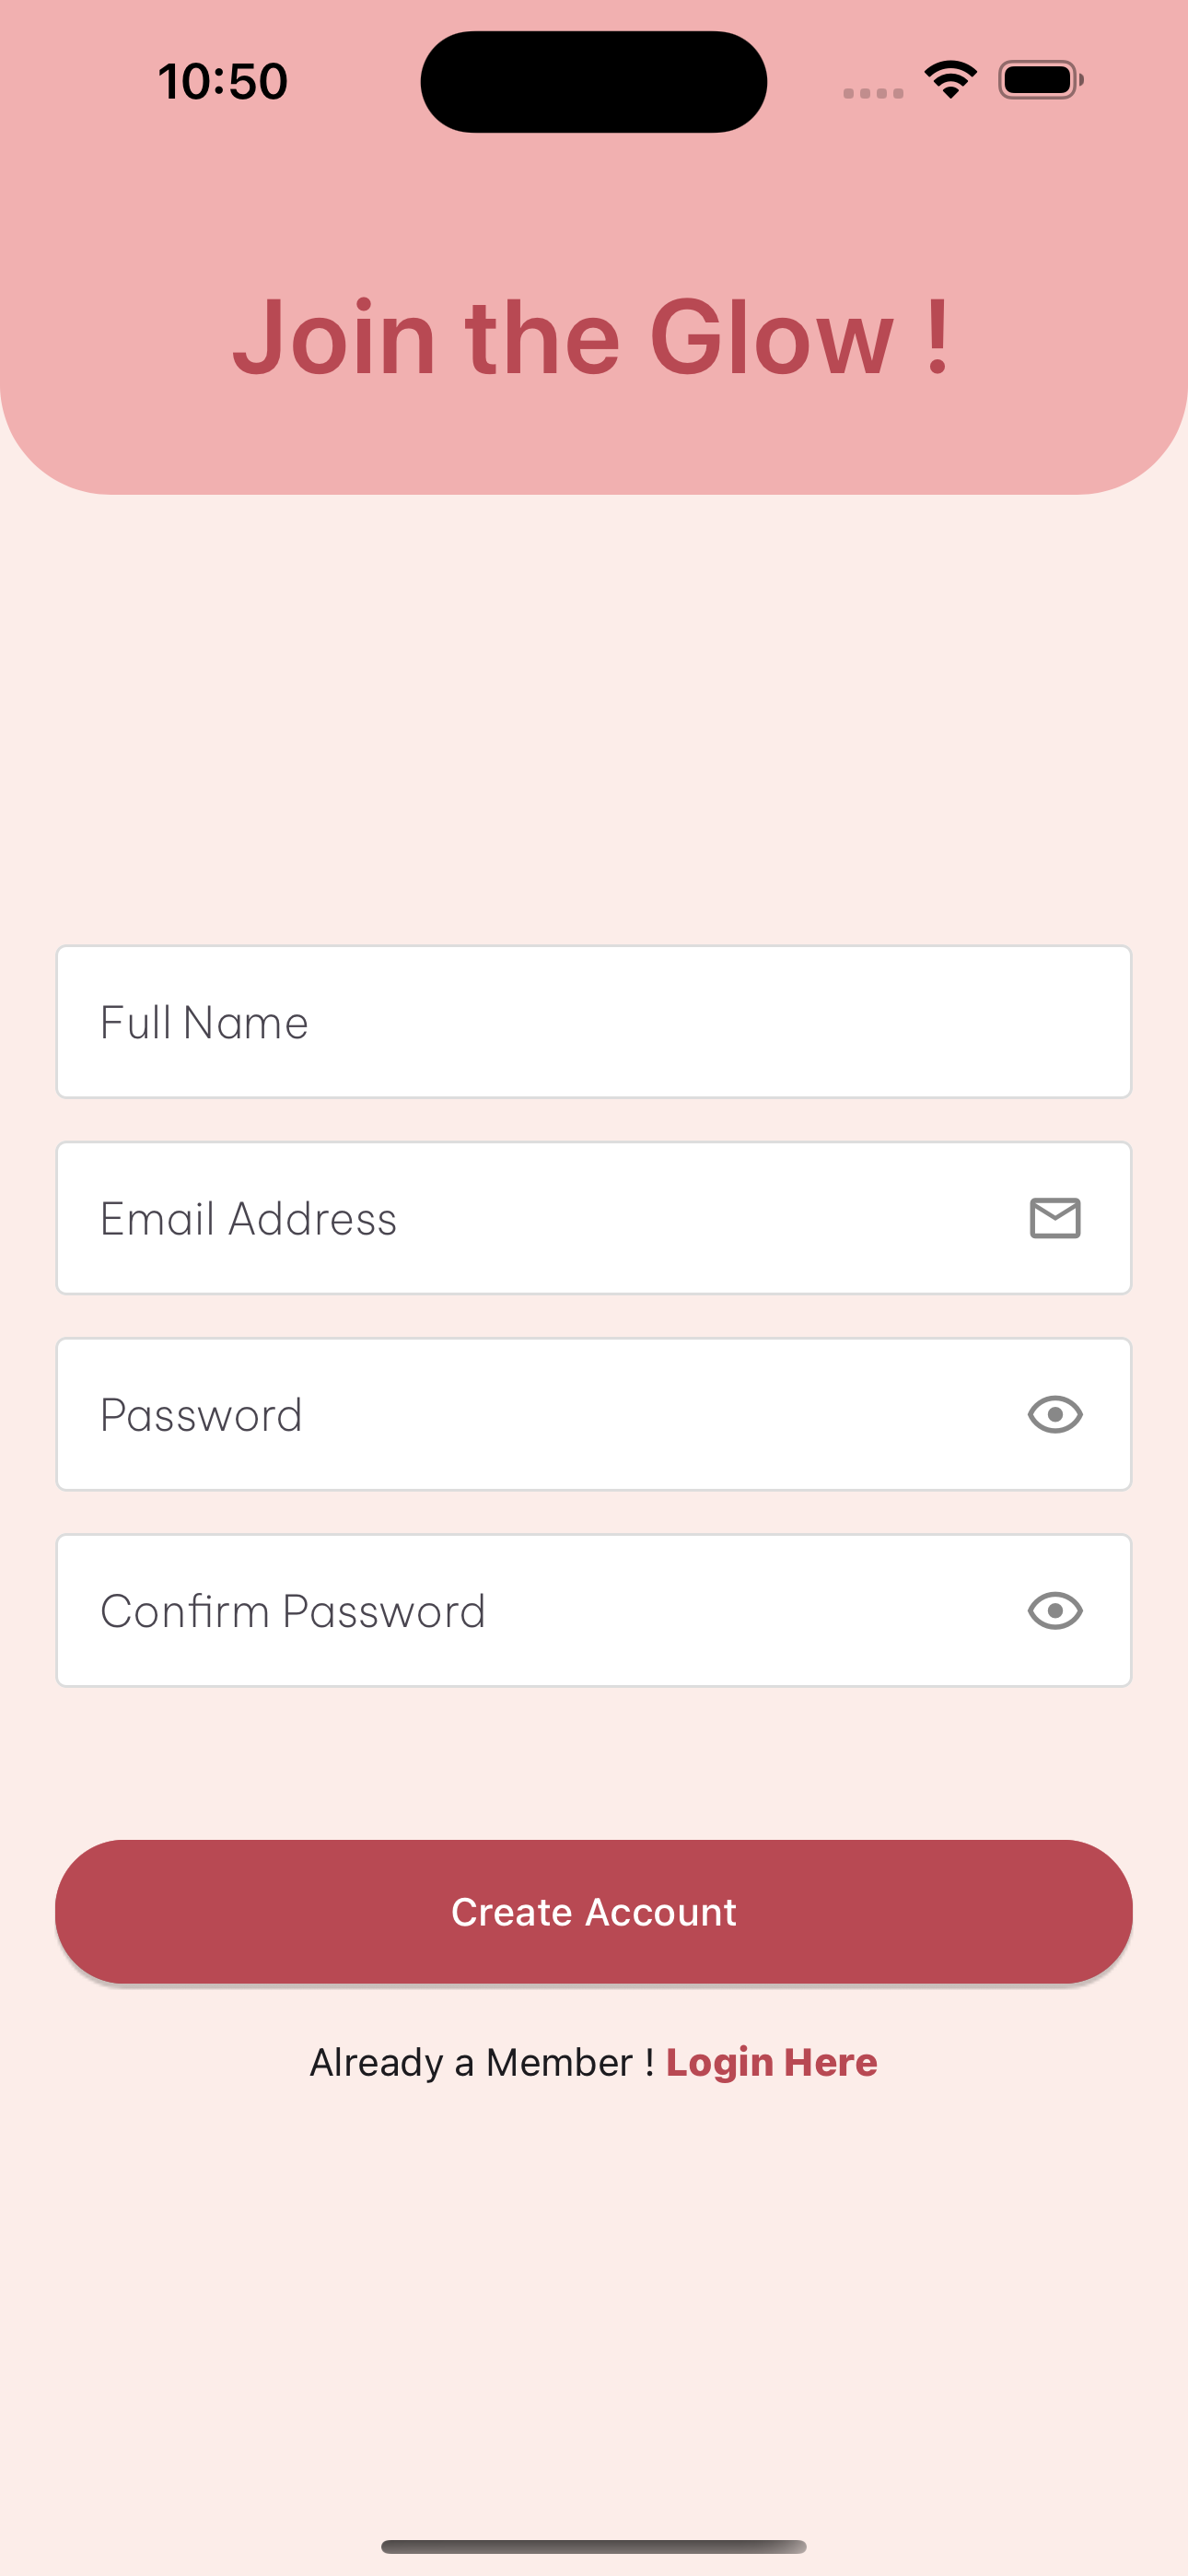 10:50
Join the Glow !
Full Name
Email Address
Password
Confirm Password
Create Account
Already a Member ! Login Here